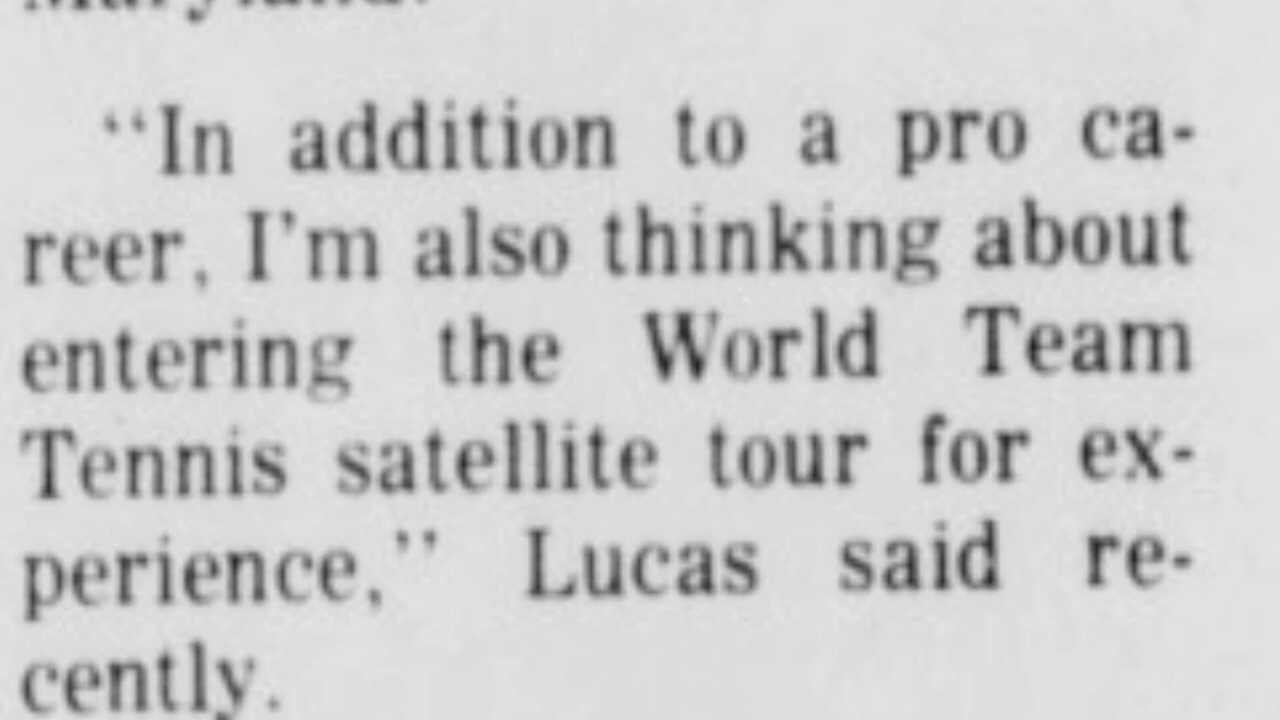 Maryland.
“In addition to a pro ca-
reer, I’m also thinking about
entering the World Team
Tennis satellite tour for ex-
perience,” Lucas said re-
cently.